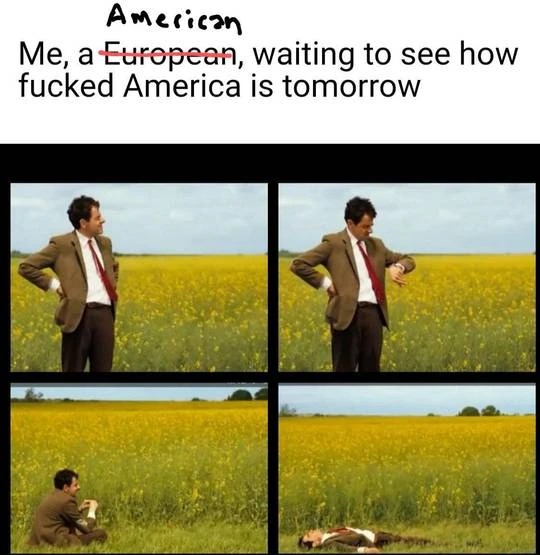 American
Me, a European, waiting to see how
fucked America is tomorrow